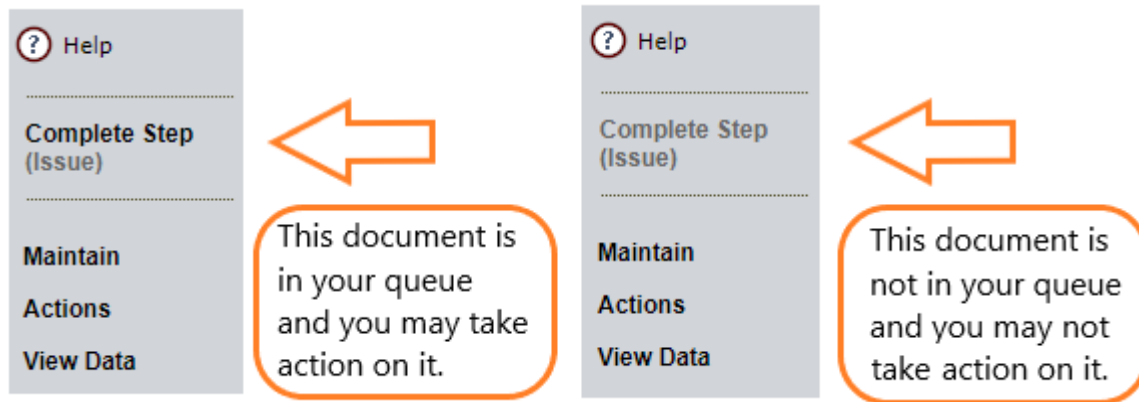 ? Help
Complete Step
(Issue)
Maintain
Actions
View Data
This document is
in your queue
and you may take
action on it.
? Help
Complete Step
(Issue)
Maintain
Actions
View Data
This document is
not in your queue
and you may not
take action on it.